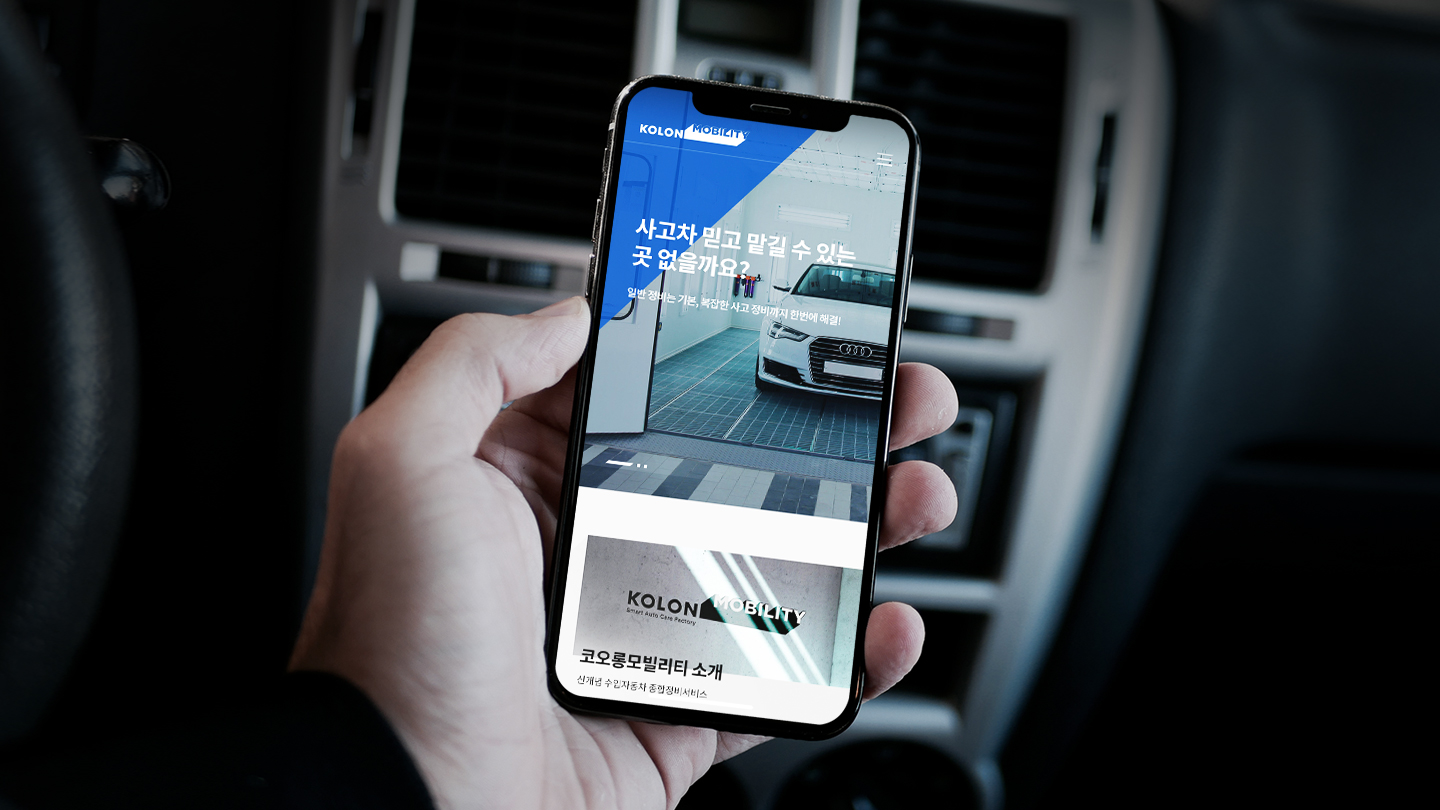 KOLON MOBILITY
사고차 믿고 맡길 수 있는
곳 없을까요?
일반 정비는 기본, 복잡한 사고 정비까지 한번에 해결!
KOLON MOBILITY
Smart Auto Care Factory
코오롱모빌리티 소개
신개념 수입자동차 종합정비서비스